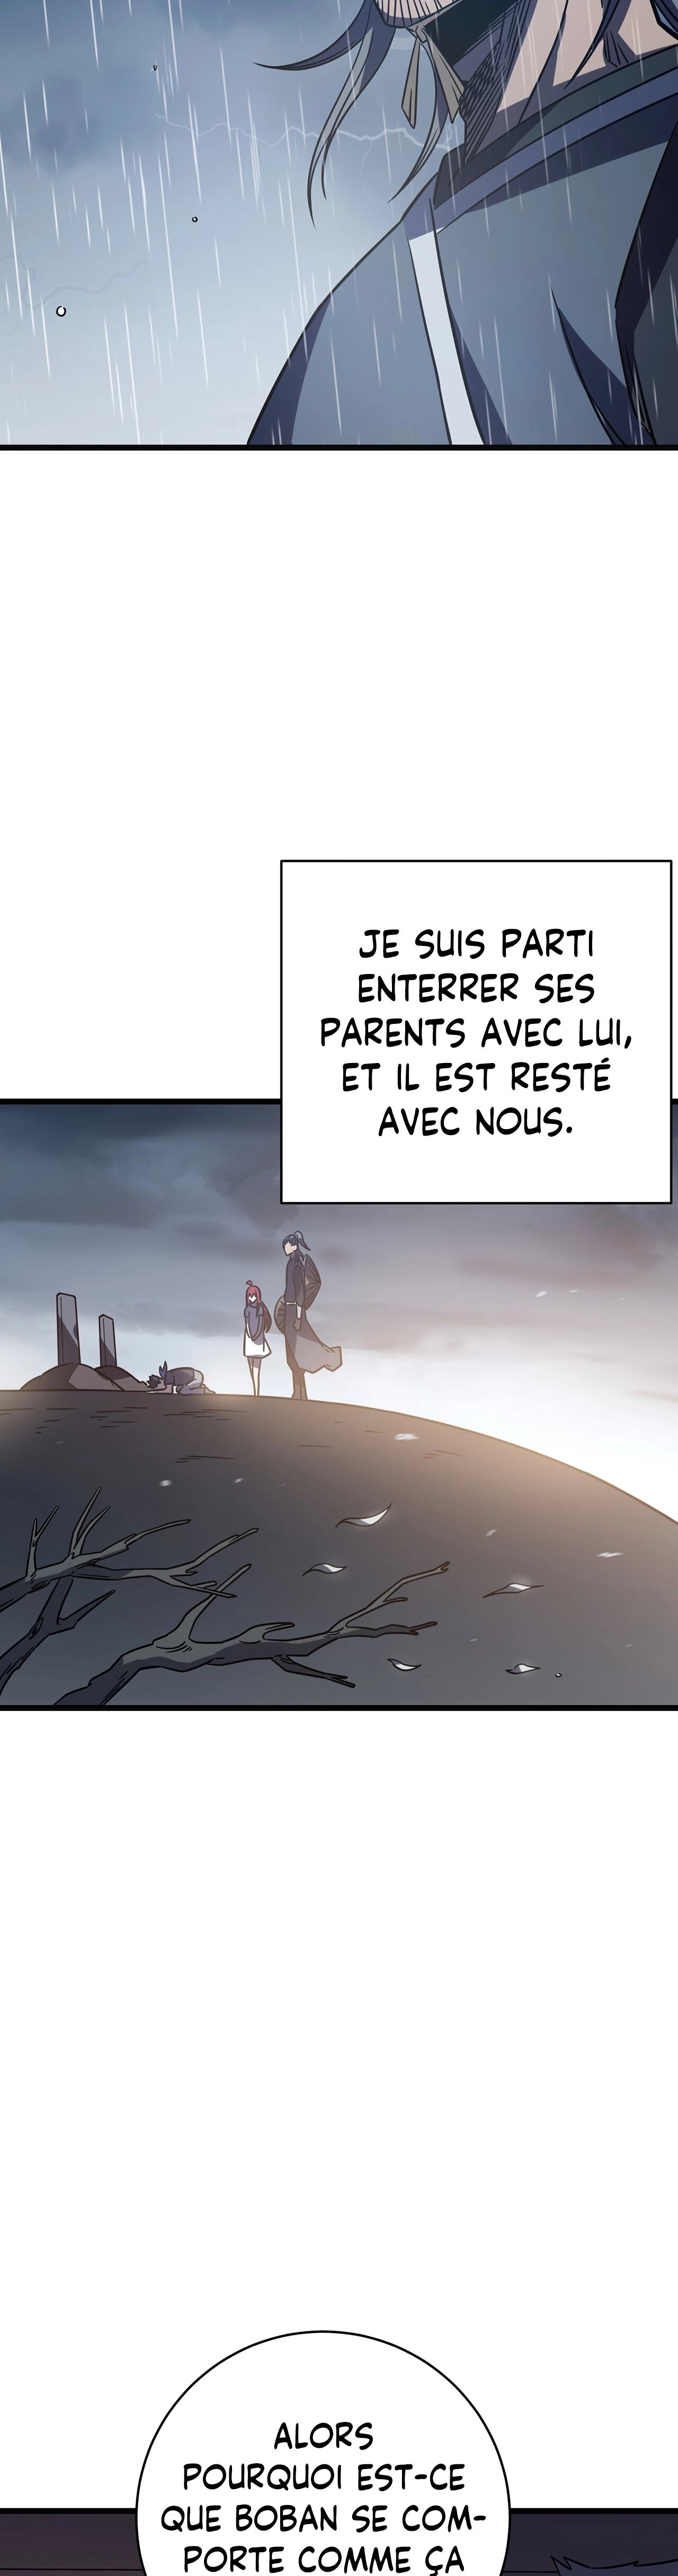 JE SUIS PARTI
ENTERRER SES
PARENTS AVEC LUI,
ET IL EST RESTÉ
AVEC NOUS.
ALORS
POURQUOI EST-CE
QUE BOBAN SE COM-
PORTE COMME ÇA